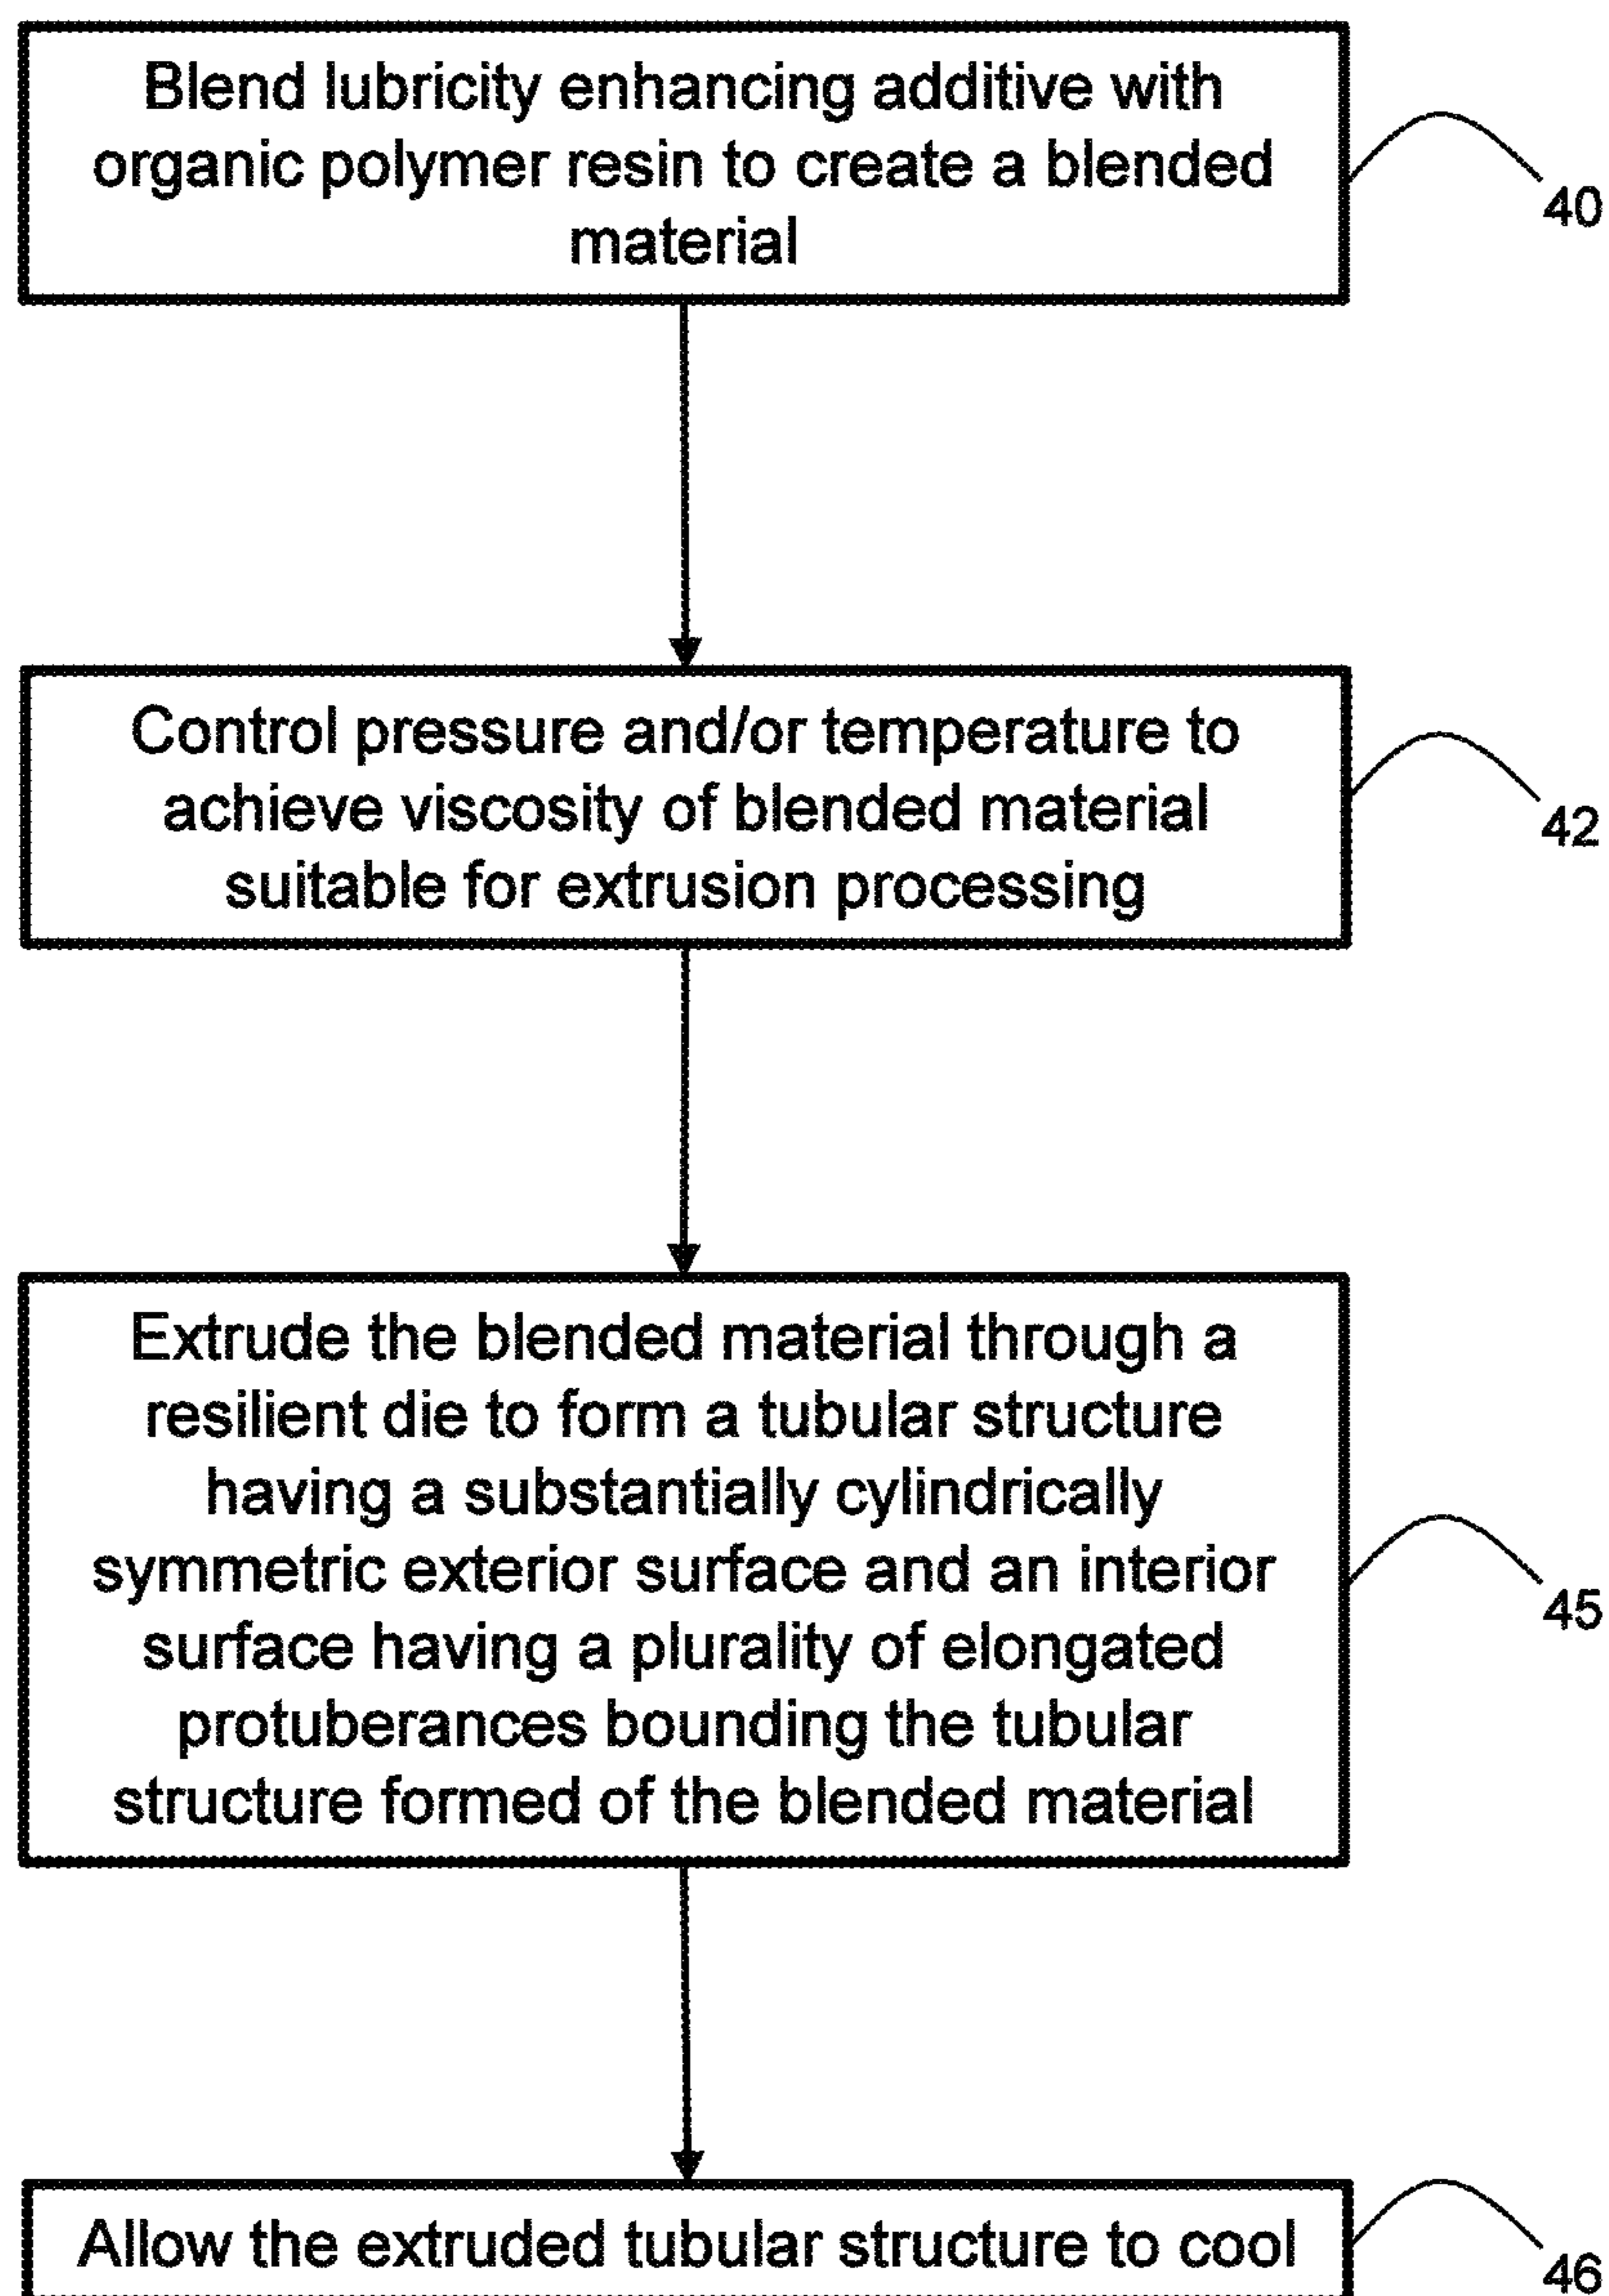 Blend lubricity enhancing additive with
organic polymer resin to create a blended
material
40
Control pressure and/or temperature to
achieve viscosity of blended material
suitable for extrusion processing
42
Extrude the blended material through a
resilient die to form a tubular structure
having a substantially cylindrically
symmetric exterior surface and an interior
surface having a plurality of elongated
protuberances bounding the tubular
structure formed of the blended material
45
Allow the extruded tubular structure to cool
46